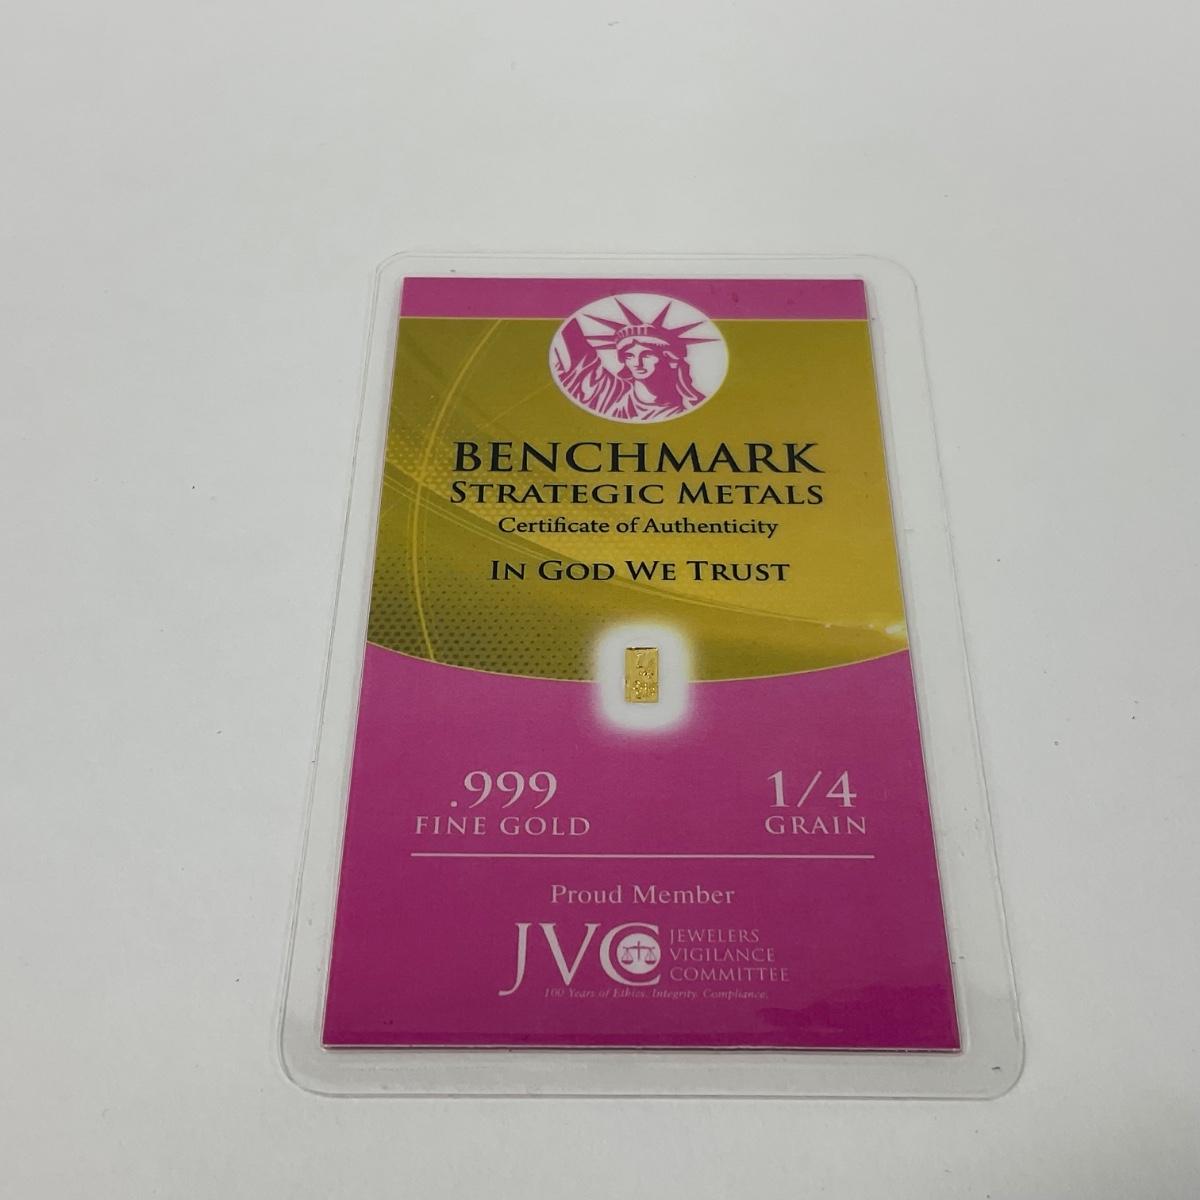 BENCHMARK
STRATEGIC METALS
Certificate of Authenticity
IN GOD WE TRUST
.999
FINE GOLD
1/4
GRAIN
Proud Member
JVC
JEWELERS
VIGILANCE
COMMITTEE
100 Years of Ethics. Integrity. Compliance.